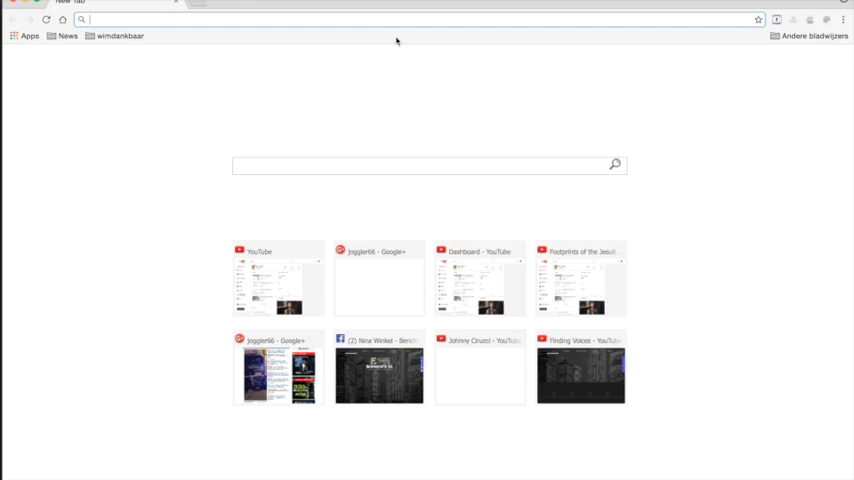 New Tab
Apps News wimdankbaar Andere bladwijzers
YouTube
joggler66 - Google+
Dashboard - YouTube
Footprints of the Jesuit
joggler66 - Google+
(2) Nina Winkel - Berich
Johnny Cirucci - YouTube
Finding Voices - YouTube